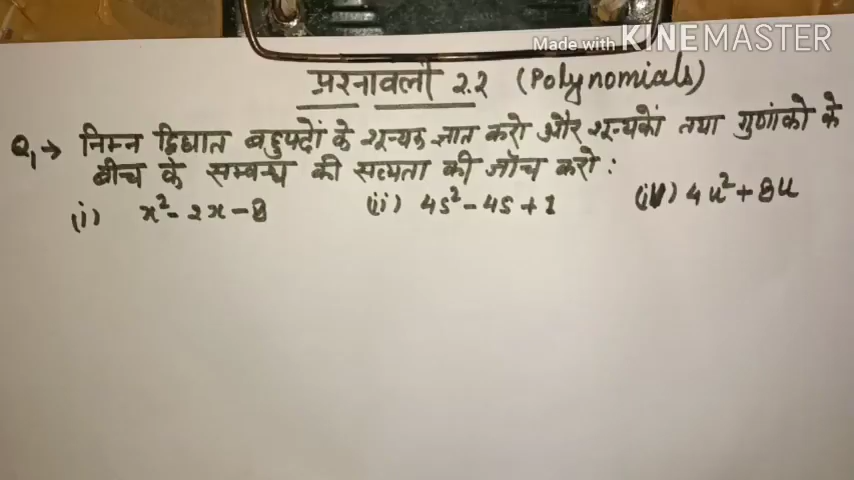 Made with KINEMASTER
प्रश्नावली 2.2 (Polynomials)
Q1→ निम्न द्विघात बहुपदों के शून्यक ज्ञात करो और शून्यकों तथा गुणांको के
बीच के सम्बन्ध की सत्यता की जाँच करो :
(i) x² - 2x - 8 (ii) 4s² - 4s + 1 (iv) 4u² + 8u